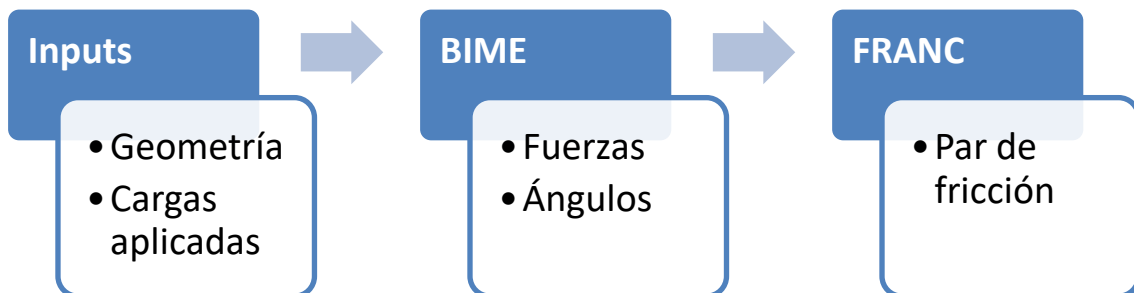 Inputs
• Geometría
• Cargas
aplicadas
BIME
• Fuerzas
• Ángulos
FRANC
• Par de
fricción